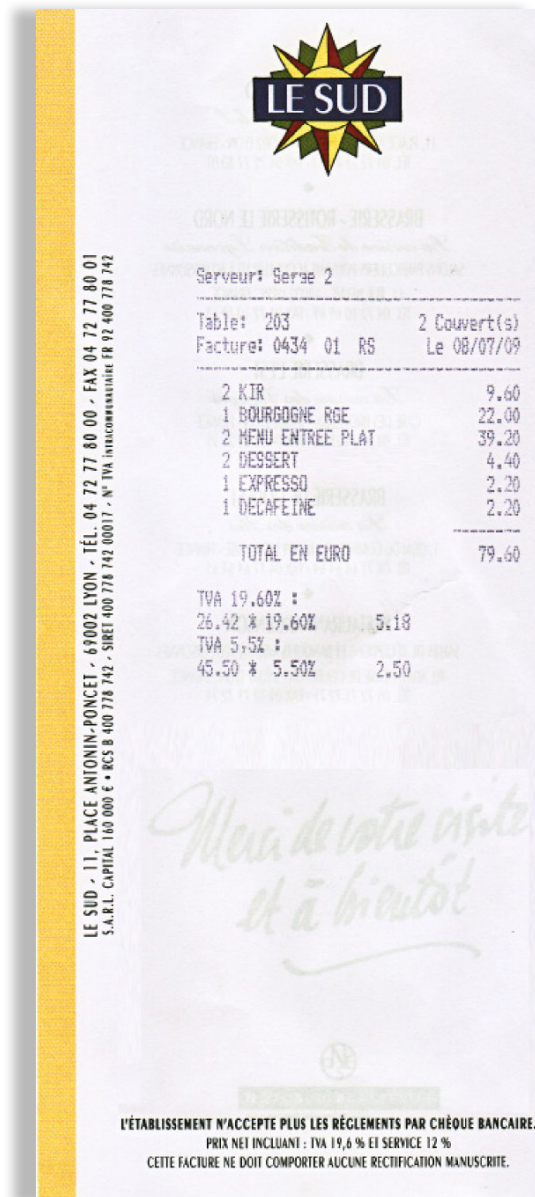 LE SUD
Serveur: Serge 2
Table: 203 2 Couvert(s)
Facture: 0434 01 RS Le 08/07/09
2 KIR 9.60
1 BOURGOGNE RGE 22.00
2 MENU ENTREE PLAT 39.20
2 DESSERT 4.40
1 EXPRESSO 2.20
1 DECAFEINE 2.20
TOTAL EN EURO 79.60
TVA 19.60% :
26.42 * 19.60% 5.18
TVA 5.5% :
45.50 * 5.50% 2.50
Merci de votre visite
et à bientôt
L'ÉTABLISSEMENT N'ACCEPTE PLUS LES RÈGLEMENTS PAR CHÈQUE BANCAIRE.
PRIX NET INCLUANT : TVA 19,6 % ET SERVICE 12 %
CETTE FACTURE NE DOIT COMPORTER AUCUNE RECTIFICATION MANUSCRITE.
LE SUD - 11, PLACE ANTONIN-PONCET - 69002 LYON - TÉL. 04 72 77 80 00 - FAX 04 72 77 80 01
S.A.R.L. CAPITAL 160 000 € • RCS B 400 778 742 - SIRET 400 778 742 00017 - N° TVA INTRACOMMUNAUTAIRE FR 92 400 778 742